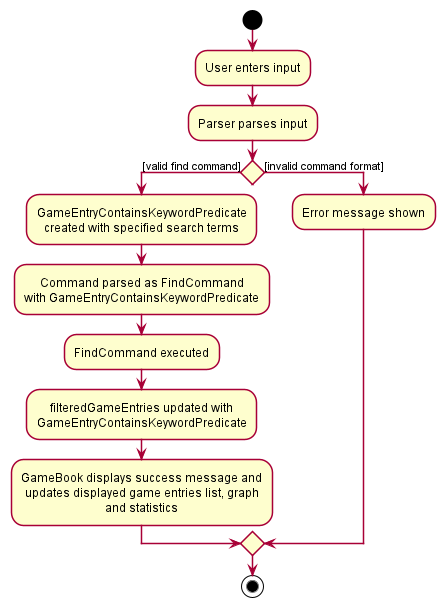 User enters input
Parser parses input
[valid find command]
[invalid command format]
GameEntryContainsKeywordPredicate
created with specified search terms
Error message shown
Command parsed as FindCommand
with GameEntryContainsKeywordPredicate
FindCommand executed
filteredGameEntries updated with
GameEntryContainsKeywordPredicate
GameBook displays success message and
updates displayed game entries list, graph
and statistics